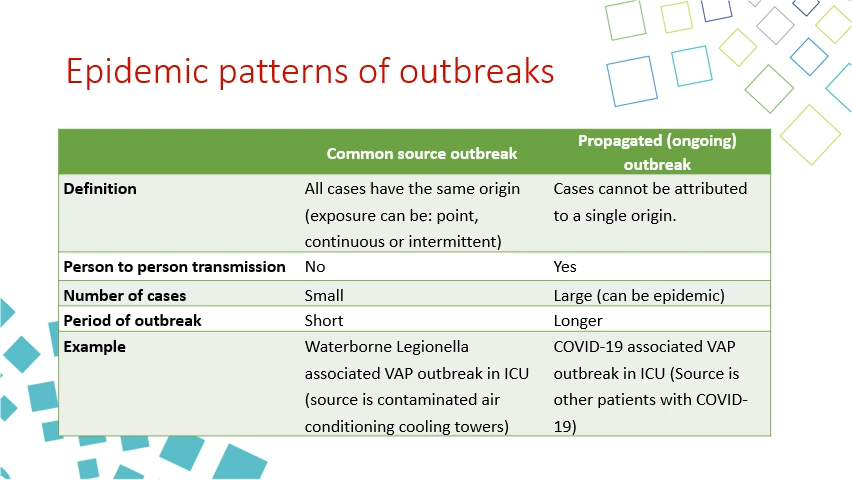 Epidemic patterns of outbreaks
Common source outbreak
Propagated (ongoing)
outbreak
Definition
All cases have the same origin
(exposure can be: point,
continuous or intermittent)
Cases cannot be attributed
to a single origin.
Person to person transmission
No
Yes
Number of cases
Small
Large (can be epidemic)
Period of outbreak
Short
Longer
Example
Waterborne Legionella
associated VAP outbreak in ICU
(source is contaminated air
conditioning cooling towers)
COVID-19 associated VAP
outbreak in ICU (Source is
other patients with COVID-
19)